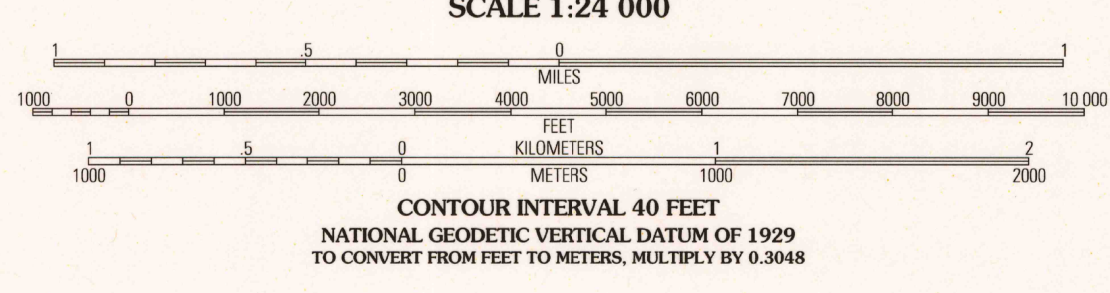 SCALE 1:24 000
1 .5 0 1
MILES
1000 0 1000 2000 3000 4000 5000 6000 7000 8000 9000 10 000
FEET
1 .5 0 KILOMETERS 1 2
1000 0 METERS 1000 2000
CONTOUR INTERVAL 40 FEET
NATIONAL GEODETIC VERTICAL DATUM OF 1929
TO CONVERT FROM FEET TO METERS, MULTIPLY BY 0.3048